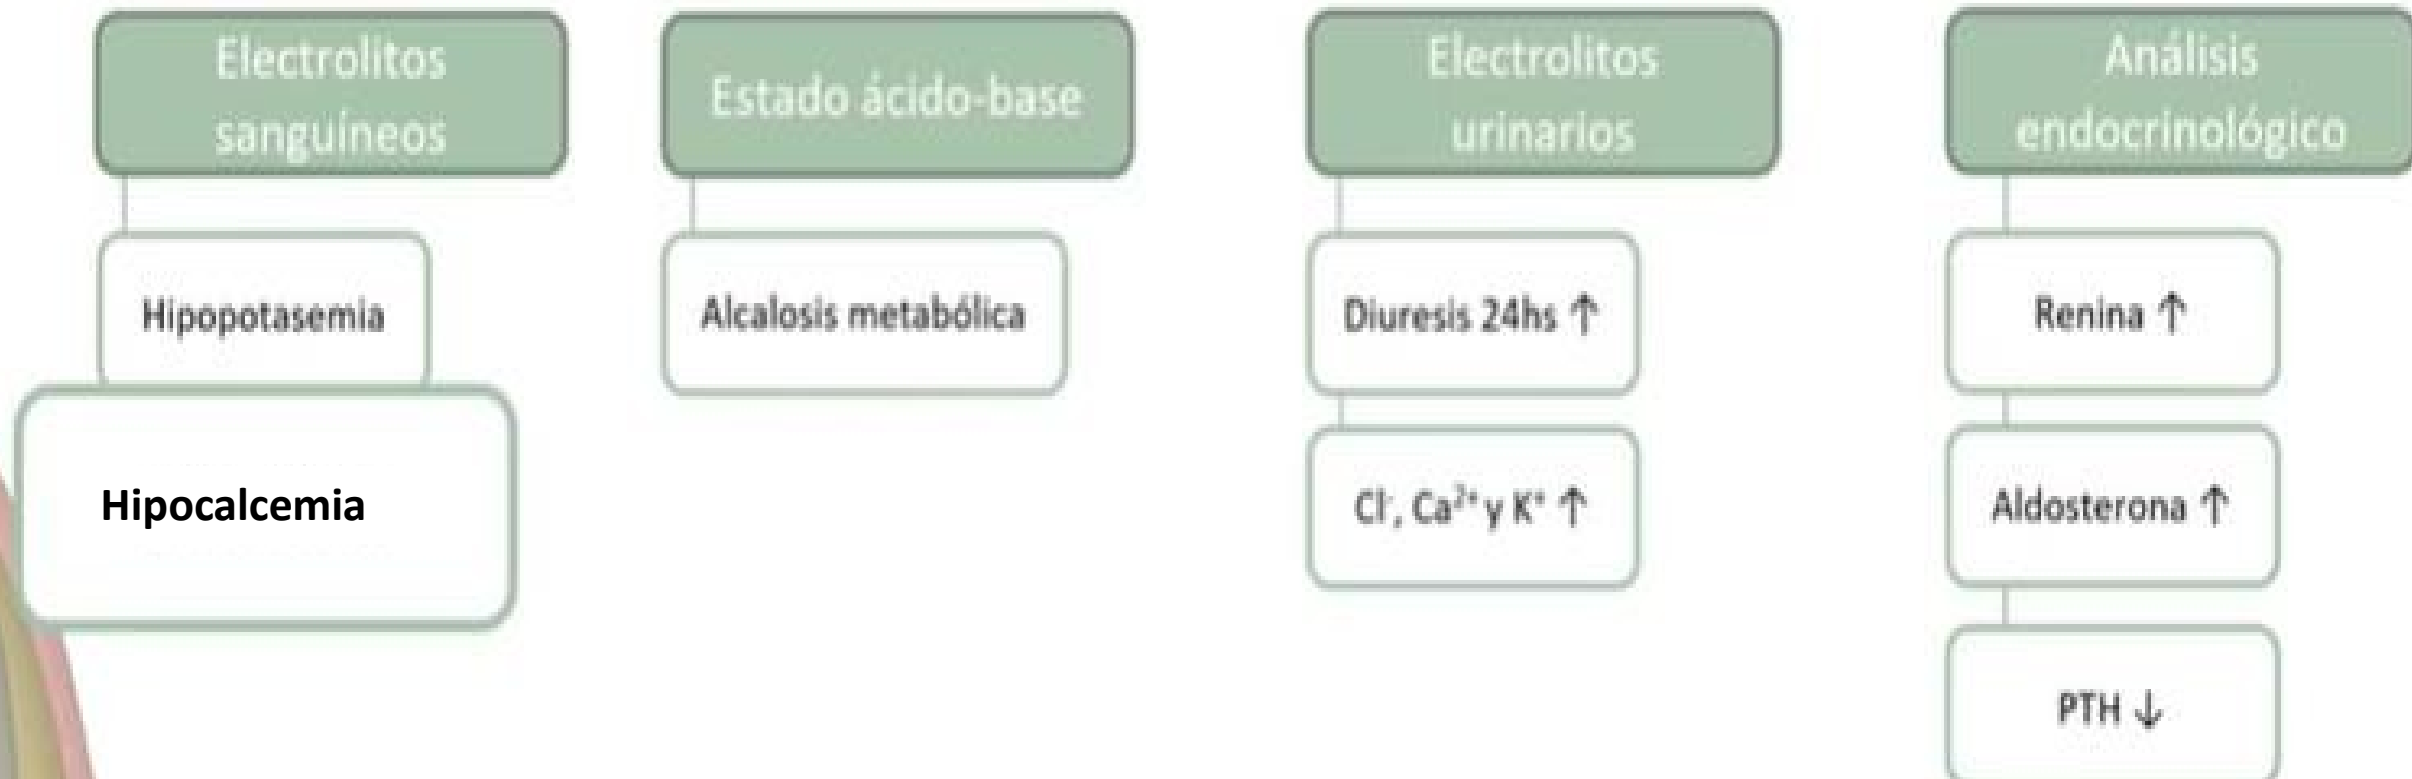 Electrolitos
sanguíneos
Hipopotasemia
Hipocalcemia
Estado ácido-base
Alcalosis metabólica
Electrolitos
urinarios
Diuresis 24hs ↑
Cl⁻, Ca²⁺ y K⁺ ↑
Análisis
endocrinológico
Renina ↑
Aldosterona ↑
PTH ↓